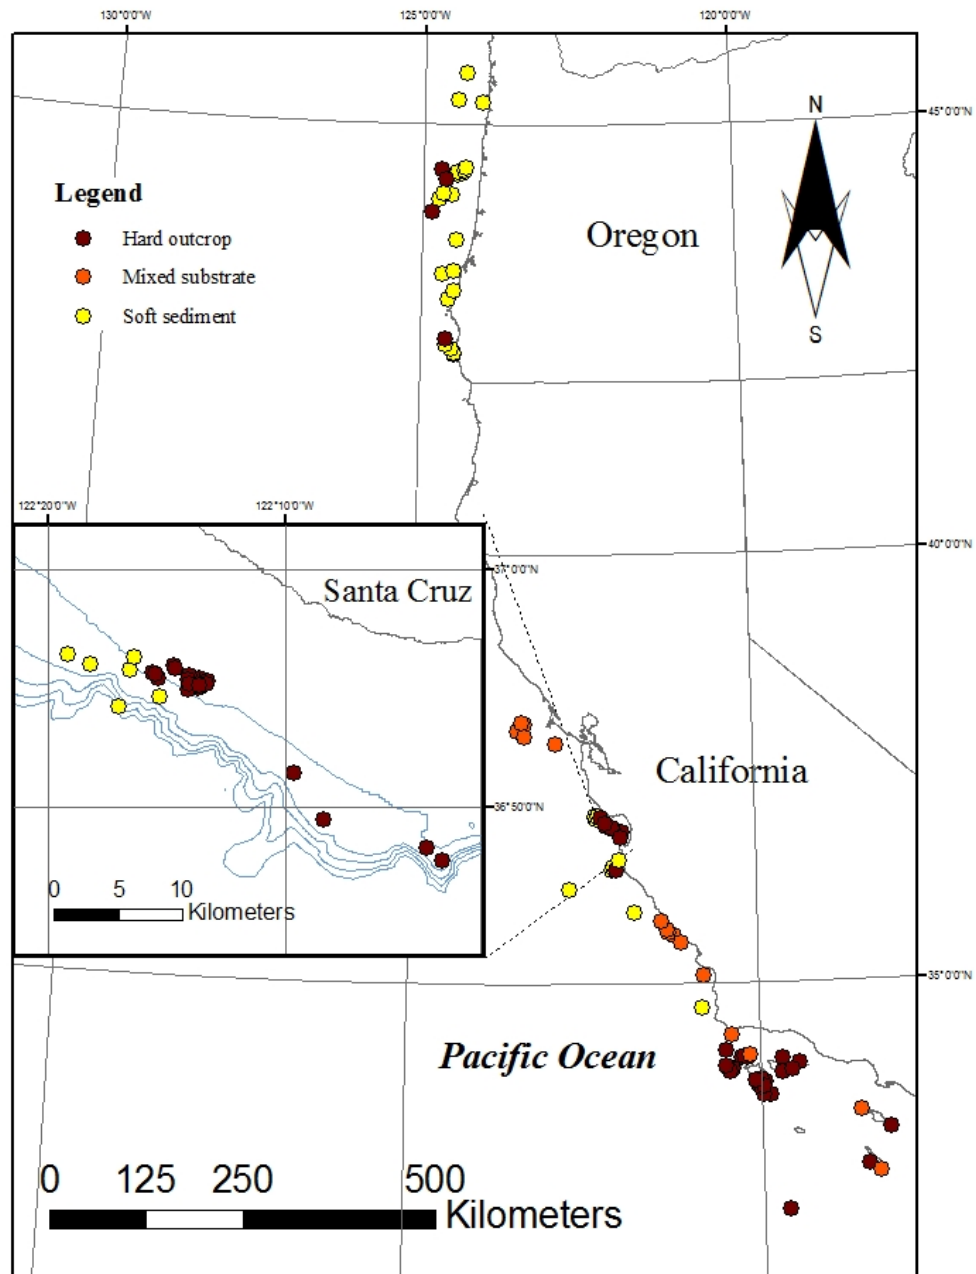 130°0'0"W 125°0'0"W 120°0'0"W
45°0'0"N
N
Legend
Hard outcrop
Mixed substrate
Soft sediment
Oregon
S
122°20'0"W 122°10'0"W
40°0'0"N
37°0'0"N
Santa Cruz
California
36°50'0"N
0 5 10
Kilometers
35°0'0"N
Pacific Ocean
0 125 250 500
Kilometers